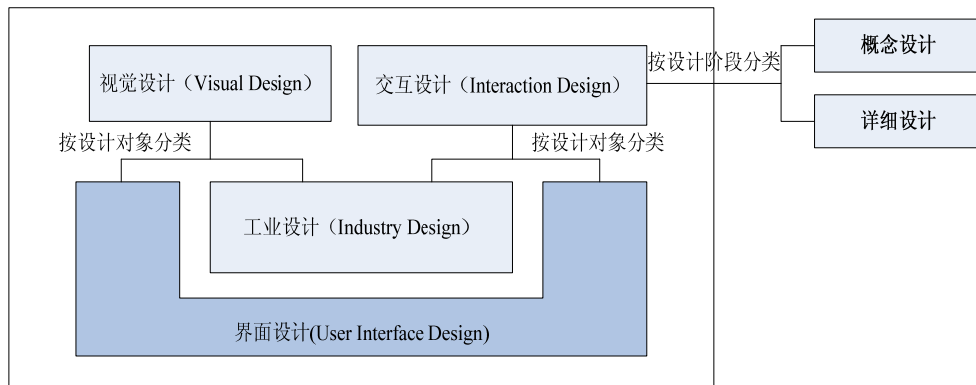 视觉设计（Visual Design）
交互设计（Interaction Design）
按设计阶段分类
概念设计
详细设计
按设计对象分类
按设计对象分类
工业设计（Industry Design）
界面设计(User Interface Design)